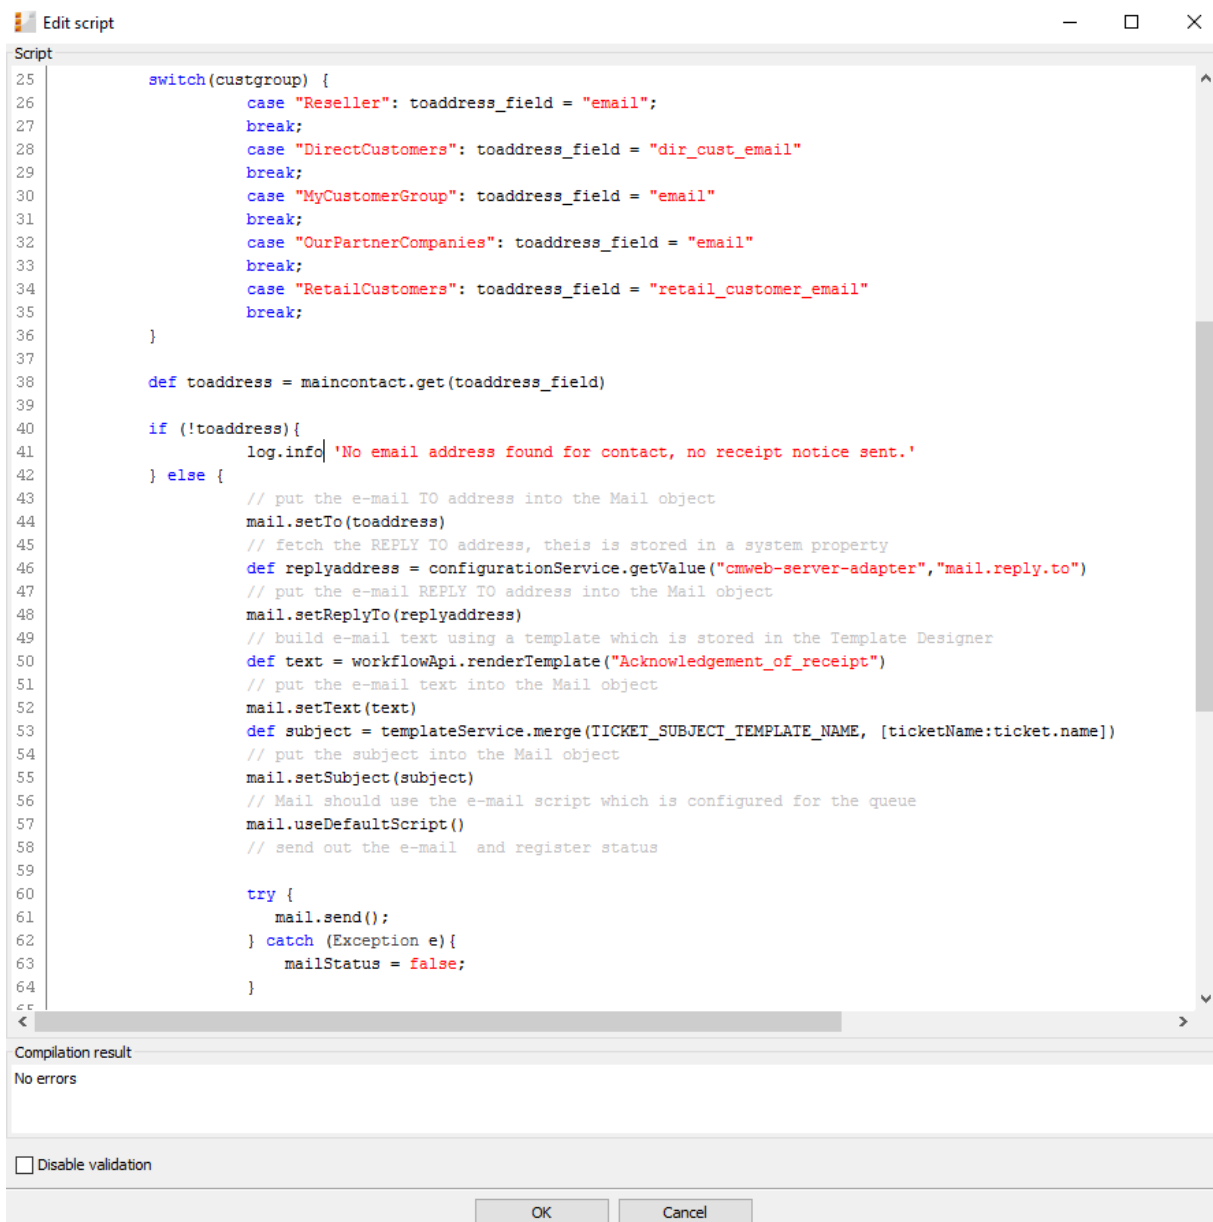 Edit script
Script
25 switch(custgroup) {
26 case "Reseller": toaddress_field = "email";
27 break;
28 case "DirectCustomers": toaddress_field = "dir_cust_email"
29 break;
30 case "MyCustomerGroup": toaddress_field = "email"
31 break;
32 case "OurPartnerCompanies": toaddress_field = "email"
33 break;
34 case "RetailCustomers": toaddress_field = "retail_customer_email"
35 break;
36 }
37
38 def toaddress = maincontact.get(toaddress_field)
39
40 if (!toaddress){
41 log.info 'No email address found for contact, no receipt notice sent.'
42 } else {
43 // put the e-mail TO address into the Mail object
44 mail.setTo(toaddress)
45 // fetch the REPLY TO address, theis is stored in a system property
46 def replyaddress = configurationService.getValue("cmweb-server-adapter","mail.reply.to")
47 // put the e-mail REPLY TO address into the Mail object
48 mail.setReplyTo(replyaddress)
49 // build e-mail text using a template which is stored in the Template Designer
50 def text = workflowApi.renderTemplate("Acknowledgement_of_receipt")
51 // put the e-mail text into the Mail object
52 mail.setText(text)
53 def subject = templateService.merge(TICKET_SUBJECT_TEMPLATE_NAME, [ticketName:ticket.name])
54 // put the subject into the Mail object
55 mail.setSubject(subject)
56 // Mail should use the e-mail script which is configured for the queue
57 mail.useDefaultScript()
58 // send out the e-mail  and register status
59
60 try {
61 mail.send();
62 } catch (Exception e){
63 mailStatus = false;
64 }
65
Compilation result
No errors
Disable validation
OK Cancel